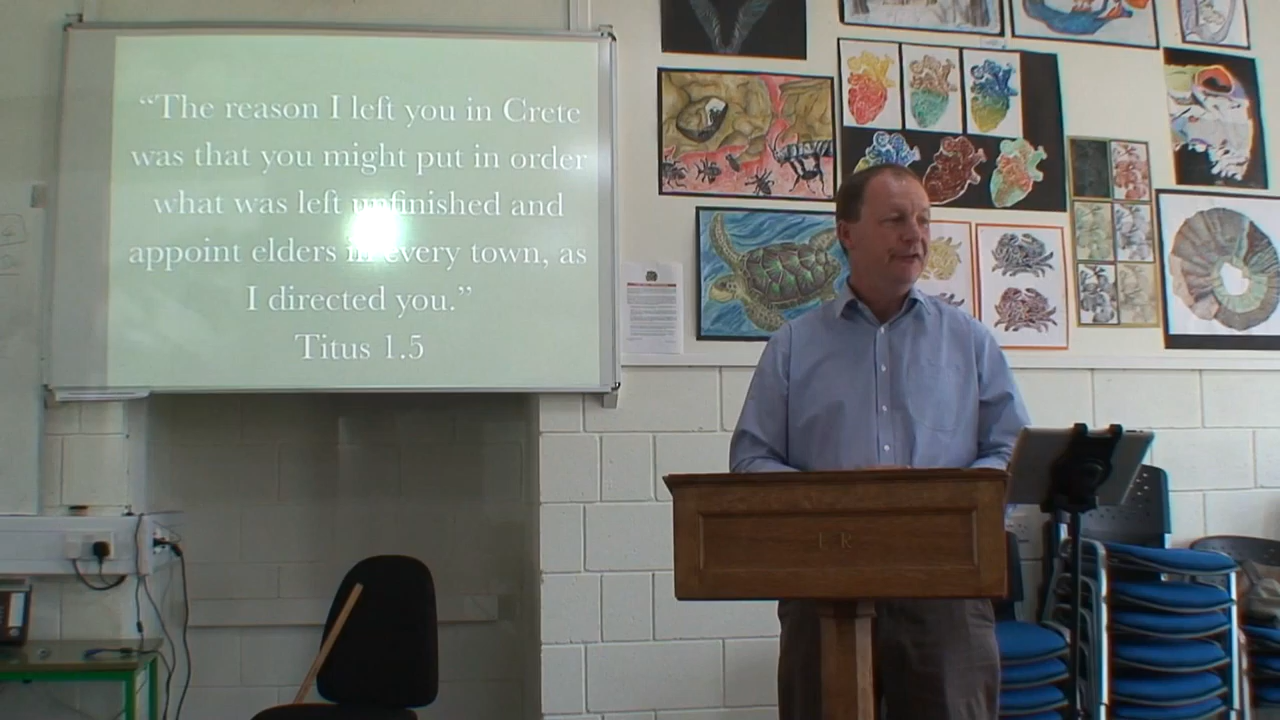 “The reason I left you in Crete
was that you might put in order
what was left unfinished and
appoint elders in every town, as
I directed you.”
Titus 1.5